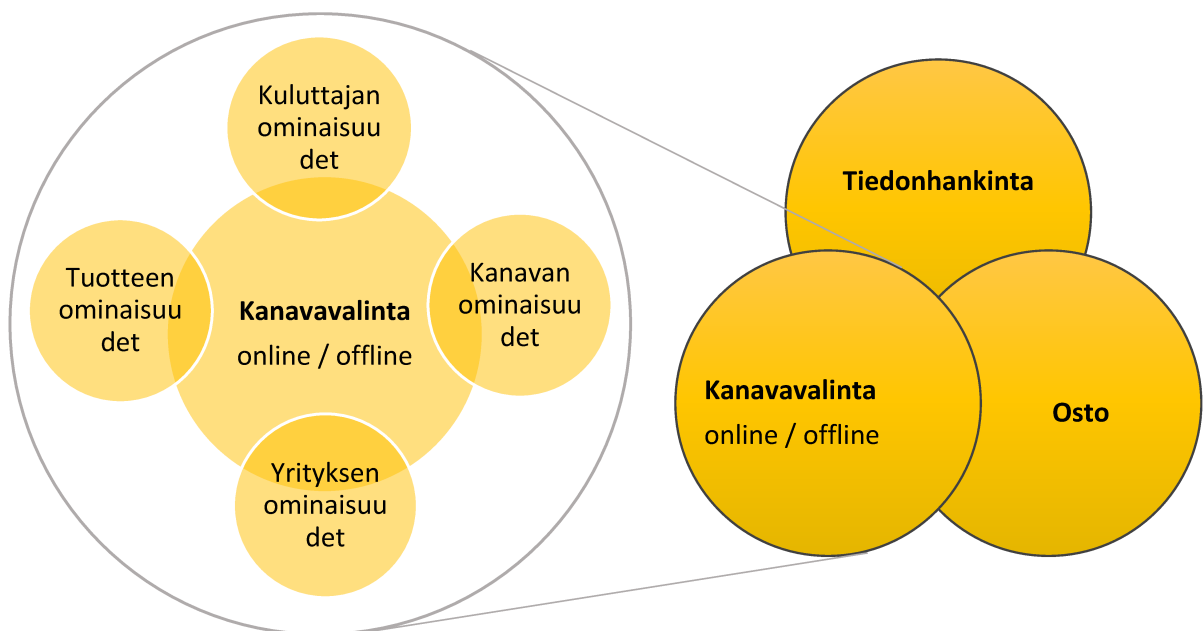 Kuluttajan
ominaisuu
det
Tuotteen
ominaisuu
det
Kanavavalinta
online / offline
Kanavan
ominaisuu
det
Yrityksen
ominaisuu
det
Tiedonhankinta
Kanavavalinta
online / offline
Osto